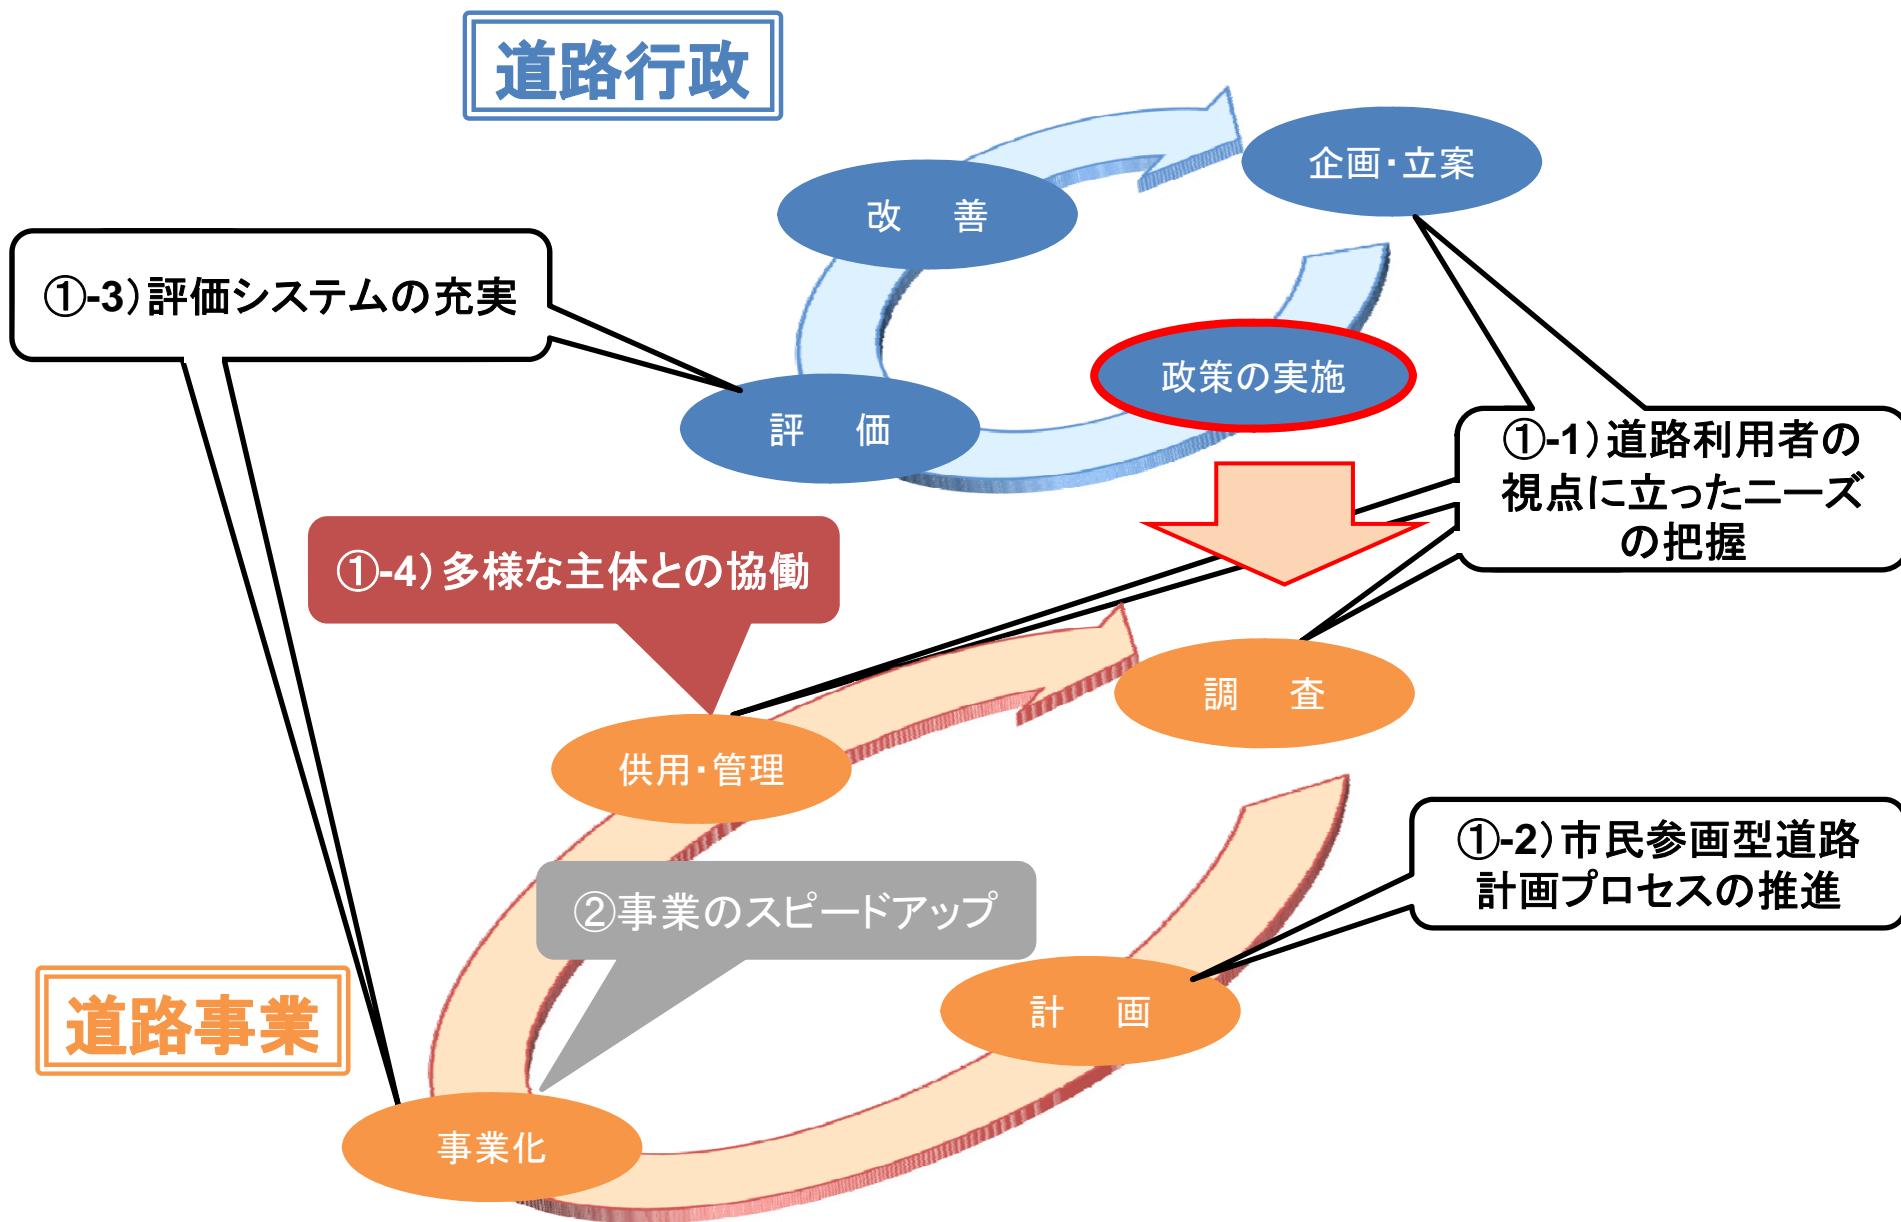 道路行政
企画・立案
改 善
①-3)評価システムの充実
政策の実施
評 価
①-1)道路利用者の
視点に立ったニーズ
の把握
①-4)多様な主体との協働
調 査
供用・管理
①-2)市民参画型道路
計画プロセスの推進
②事業のスピードアップ
道路事業
計 画
事業化